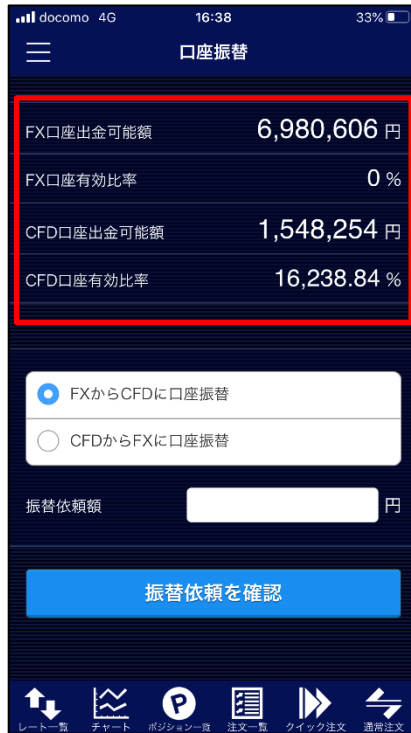 docomo 4G 16:38 33%
口座振替
FX口座出金可能額 6,980,606 円
FX口座有効比率 0 %
CFD口座出金可能額 1,548,254 円
CFD口座有効比率 16,238.84 %
FXからCFDに口座振替
CFDからFXに口座振替
振替依頼額 円
振替依頼を確認
P
レート一覧 チャート ポジション一覧 注文一覧 クイック注文 通常注文